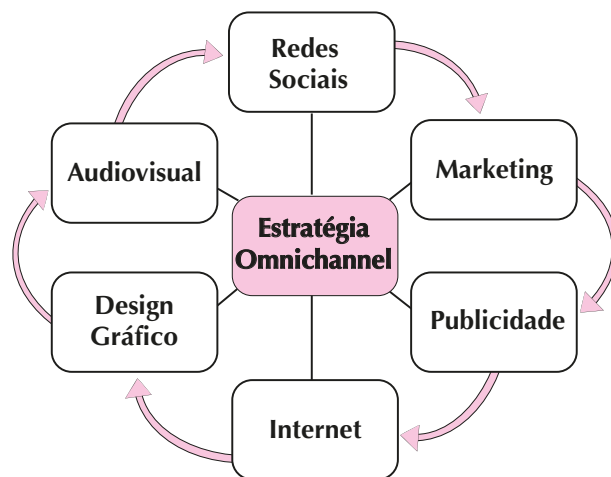 Redes
Sociais
Audiovisual
Marketing
Estratégia
Omnichannel
Design
Gráfico
Publicidade
Internet